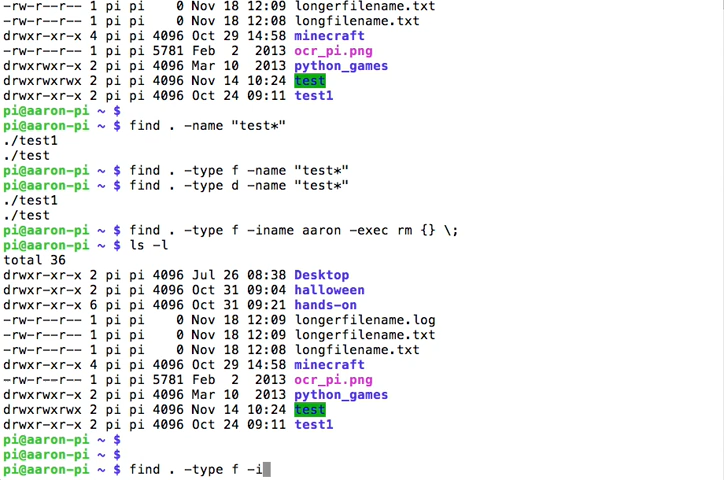 -rw-r--r-- 1 pi pi    0 Nov 18 12:09 longerfilename.txt
-rw-r--r-- 1 pi pi    0 Nov 18 12:08 longfilename.txt
drwxr-xr-x 4 pi pi 4096 Oct 29 14:58 minecraft
-rw-r--r-- 1 pi pi 5781 Feb  2  2013 ocr_pi.png
drwxrwxr-x 2 pi pi 4096 Mar 10  2013 python_games
drwxrwxrwx 2 pi pi 4096 Nov 14 10:24 test
drwxr-xr-x 2 pi pi 4096 Oct 24 09:11 test1
pi@aaron-pi ~ $
pi@aaron-pi ~ $ find . -name "test*"
./test1
./test
pi@aaron-pi ~ $ find . -type f -name "test*"
pi@aaron-pi ~ $ find . -type d -name "test*"
./test1
./test
pi@aaron-pi ~ $ find . -type f -iname aaron -exec rm {} \;
pi@aaron-pi ~ $ ls -l
total 36
drwxr-xr-x 2 pi pi 4096 Jul 26 08:38 Desktop
drwxr-xr-x 2 pi pi 4096 Oct 31 09:04 halloween
drwxr-xr-x 6 pi pi 4096 Oct 31 09:21 hands-on
-rw-r--r-- 1 pi pi    0 Nov 18 12:09 longerfilename.log
-rw-r--r-- 1 pi pi    0 Nov 18 12:09 longerfilename.txt
-rw-r--r-- 1 pi pi    0 Nov 18 12:08 longfilename.txt
drwxr-xr-x 4 pi pi 4096 Oct 29 14:58 minecraft
-rw-r--r-- 1 pi pi 5781 Feb  2  2013 ocr_pi.png
drwxrwxr-x 2 pi pi 4096 Mar 10  2013 python_games
drwxrwxrwx 2 pi pi 4096 Nov 14 10:24 test
drwxr-xr-x 2 pi pi 4096 Oct 24 09:11 test1
pi@aaron-pi ~ $
pi@aaron-pi ~ $
pi@aaron-pi ~ $ find . -type f -i